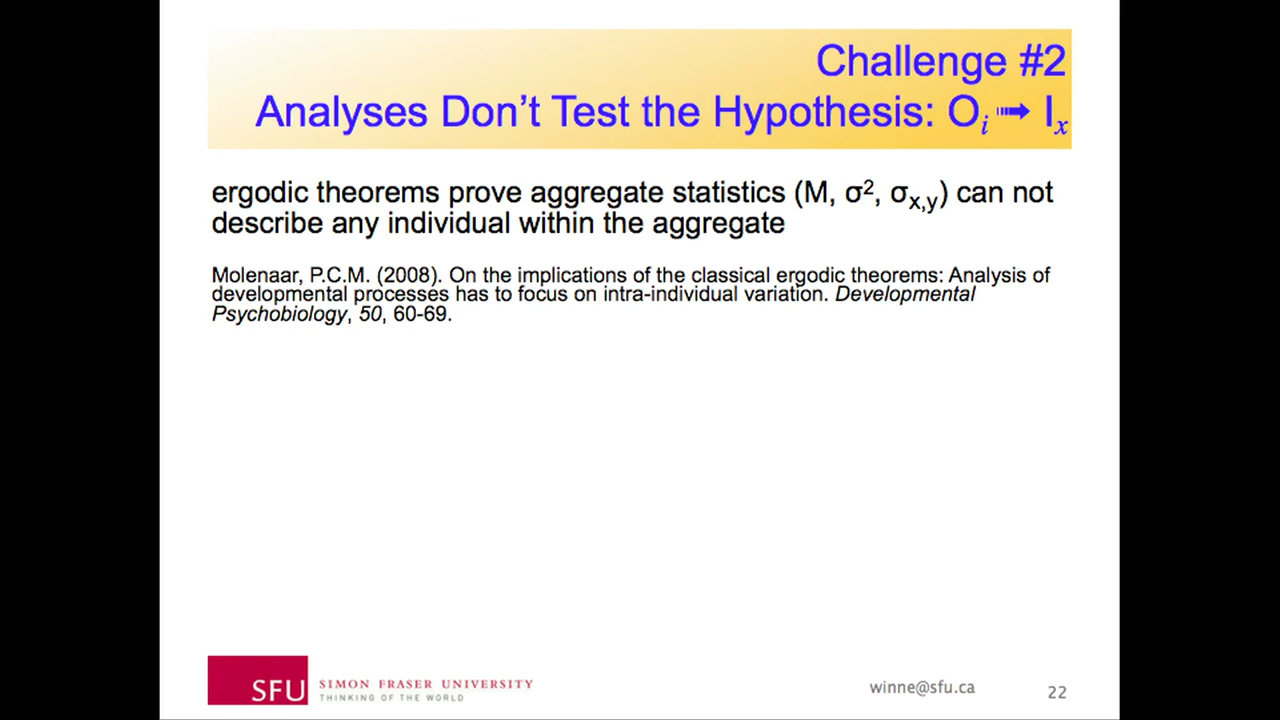 Challenge #2
Analyses Don’t Test the Hypothesis: Oᵢ ➟ Iₓ
ergodic theorems prove aggregate statistics (M, σ², σx,y) can not
describe any individual within the aggregate
Molenaar, P.C.M. (2008). On the implications of the classical ergodic theorems: Analysis of
developmental processes has to focus on intra-individual variation. Developmental
Psychobiology, 50, 60-69.
SFU
SIMON FRASER UNIVERSITY
THINKING OF THE WORLD
winne@sfu.ca
22